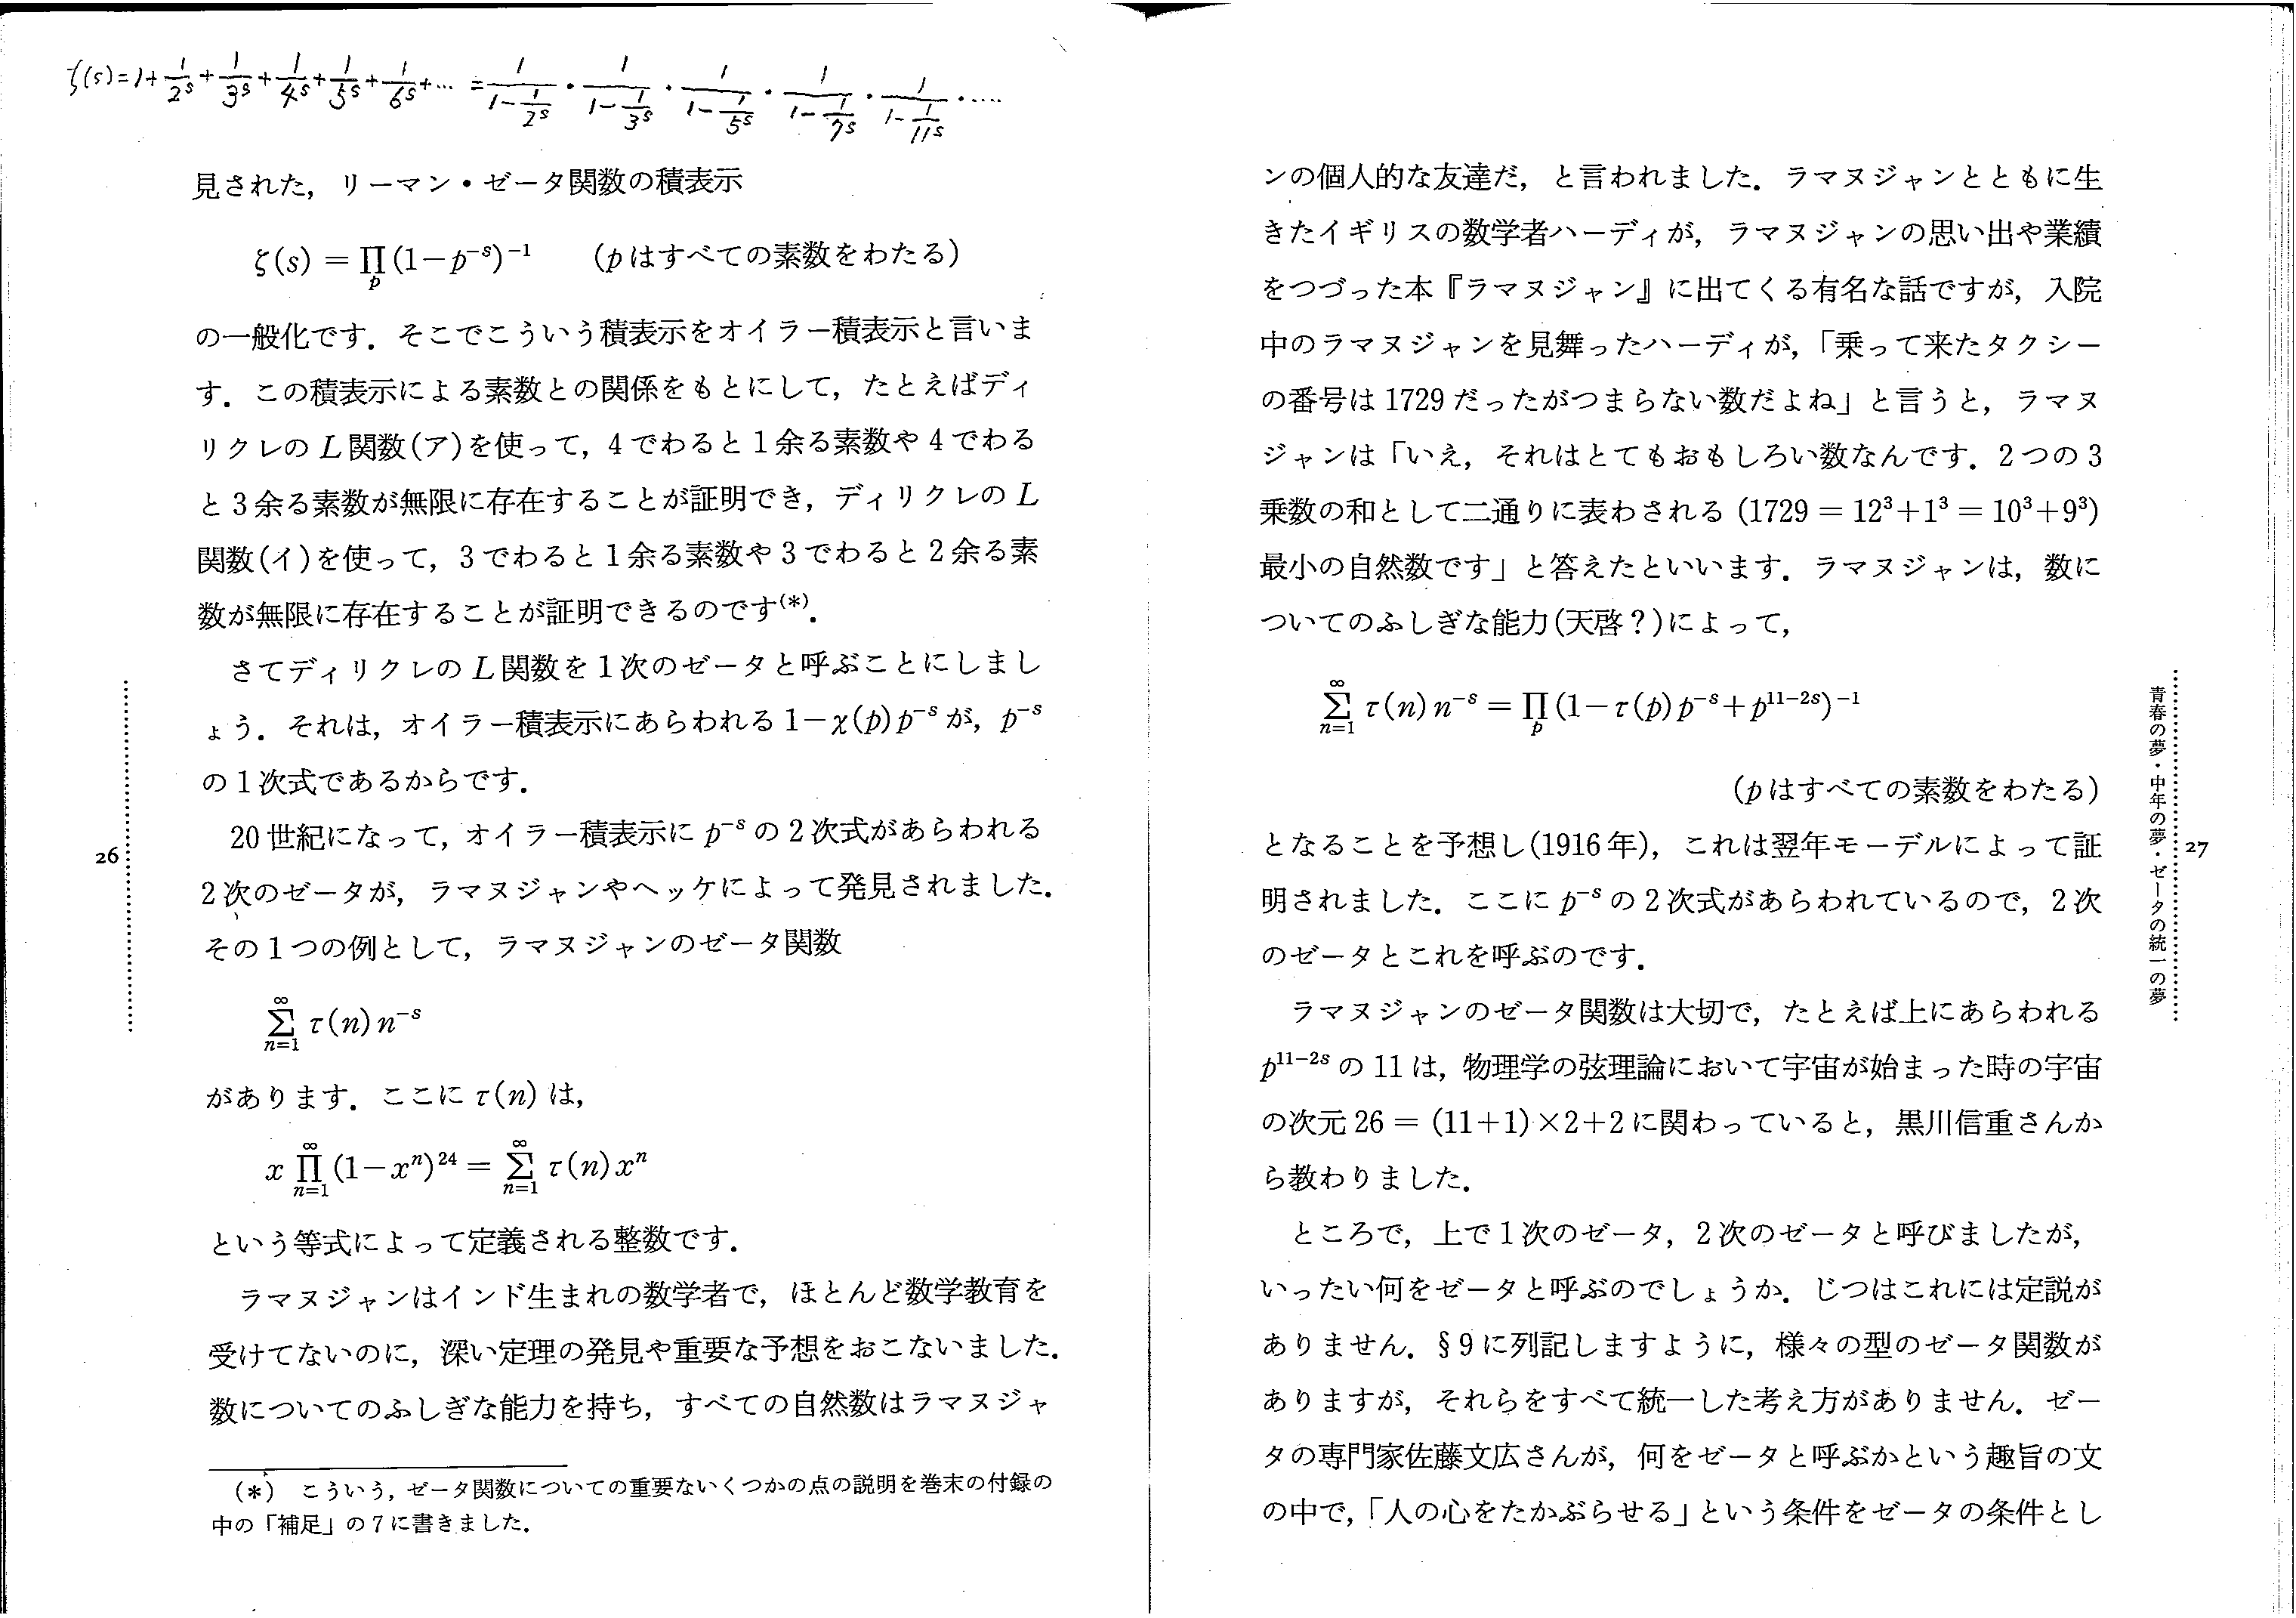 ζ(s)=1+1/2^s+1/3^s+1/4^s+1/5^s+1/6^s+… =1/(1−1/2^s)・1/(1−1/3^s)・1/(1−1/5^s)・1/(1−1/7^s)・1/(1−1/11^s)・‥‥
見された，リーマン・ゼータ関数の積表示
ζ(s) = ∏_p (1−p^{−s})^{−1} （pはすべての素数をわたる）
の一般化です．そこでこういう積表示をオイラー積表示と言いま
す．この積表示による素数との関係をもとにして，たとえばディ
リクレの L 関数(ア)を使って，4でわると1余る素数や4でわる
と3余る素数が無限に存在することが証明でき，ディリクレの L
関数(イ)を使って，3でわると1余る素数や3でわると2余る素
数が無限に存在することが証明できるのです(*)．
さてディリクレの L 関数を1次のゼータと呼ぶことにしまし
ょう．それは，オイラー積表示にあらわれる 1−χ(p)p^{−s} が，p^{−s}
の1次式であるからです．
20世紀になって，オイラー積表示に p^{−s} の2次式があらわれる
2次のゼータが，ラマヌジャンやヘッケによって発見されました．
その1つの例として，ラマヌジャンのゼータ関数
∑_{n=1}^∞ τ(n)n^{−s}
があります．ここに τ(n) は，
x ∏_{n=1}^∞ (1−x^n)^{24} = ∑_{n=1}^∞ τ(n)x^n
という等式によって定義される整数です．
ラマヌジャンはインド生まれの数学者で，ほとんど数学教育を
受けてないのに，深い定理の発見や重要な予想をおこないました．
数についてのふしぎな能力を持ち，すべての自然数はラマヌジャ
(*) こういう，ゼータ関数についての重要ないくつかの点の説明を巻末の付録の
中の「補足」の7に書きました．
26
ンの個人的な友達だ，と言われました．ラマヌジャンとともに生
きたイギリスの数学者ハーディが，ラマヌジャンの思い出や業績
をつづった本『ラマヌジャン』に出てくる有名な話ですが，入院
中のラマヌジャンを見舞ったハーディが，「乗って来たタクシー
の番号は1729だったがつまらない数だよね」と言うと，ラマヌ
ジャンは「いえ，それはとてもおもしろい数なんです．2つの3
乗数の和として二通りに表わされる (1729 = 12³+1³ = 10³+9³)
最小の自然数です」と答えたといいます．ラマヌジャンは，数に
ついてのふしぎな能力(天啓？)によって，
∑_{n=1}^∞ τ(n)n^{−s} = ∏_p (1−τ(p)p^{−s}+p^{11−2s})^{−1}
（pはすべての素数をわたる）
となることを予想し(1916年)，これは翌年モーデルによって証
明されました．ここに p^{−s} の2次式があらわれているので，2次
のゼータとこれを呼ぶのです．
ラマヌジャンのゼータ関数は大切で，たとえば上にあらわれる
p^{11−2s} の11は，物理学の弦理論において宇宙が始まった時の宇宙
の次元 26 = (11+1)×2+2 に関わっていると，黒川信重さんか
ら教わりました．
ところで，上で1次のゼータ，2次のゼータと呼びましたが，
いったい何をゼータと呼ぶのでしょうか．じつはこれには定説が
ありません．§9に列記しますように，様々の型のゼータ関数が
ありますが，それらをすべて統一した考え方がありません．ゼー
タの専門家佐藤文広さんが，何をゼータと呼ぶかという趣旨の文
の中で，「人の心をたかぶらせる」という条件をゼータの条件とし
青春の夢・中年の夢・ゼータの統一の夢
27